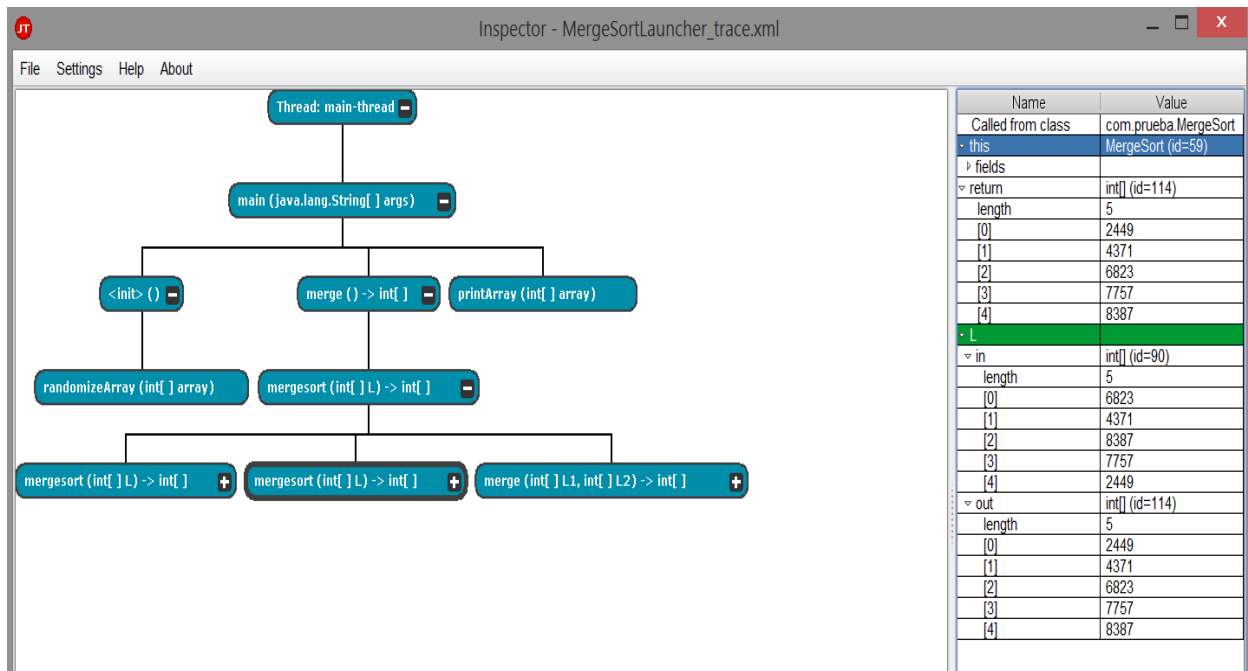 JT Inspector - MergeSortLauncher_trace.xml X
File Settings Help About
Thread: main-thread
main (java.lang.String[ ] args)
<init> ()
merge () -> int[ ]
printArray (int[ ] array)
randomizeArray (int[ ] array)
mergesort (int[ ] L) -> int[ ]
mergesort (int[ ] L) -> int[ ]
mergesort (int[ ] L) -> int[ ]
merge (int[ ] L1, int[ ] L2) -> int[ ]
Name Value
Called from class com.prueba.MergeSort
this MergeSort (id=59)
fields
return int[] (id=114)
length 5
[0] 2449
[1] 4371
[2] 6823
[3] 7757
[4] 8387
L
in int[] (id=90)
length 5
[0] 6823
[1] 4371
[2] 8387
[3] 7757
[4] 2449
out int[] (id=114)
length 5
[0] 2449
[1] 4371
[2] 6823
[3] 7757
[4] 8387